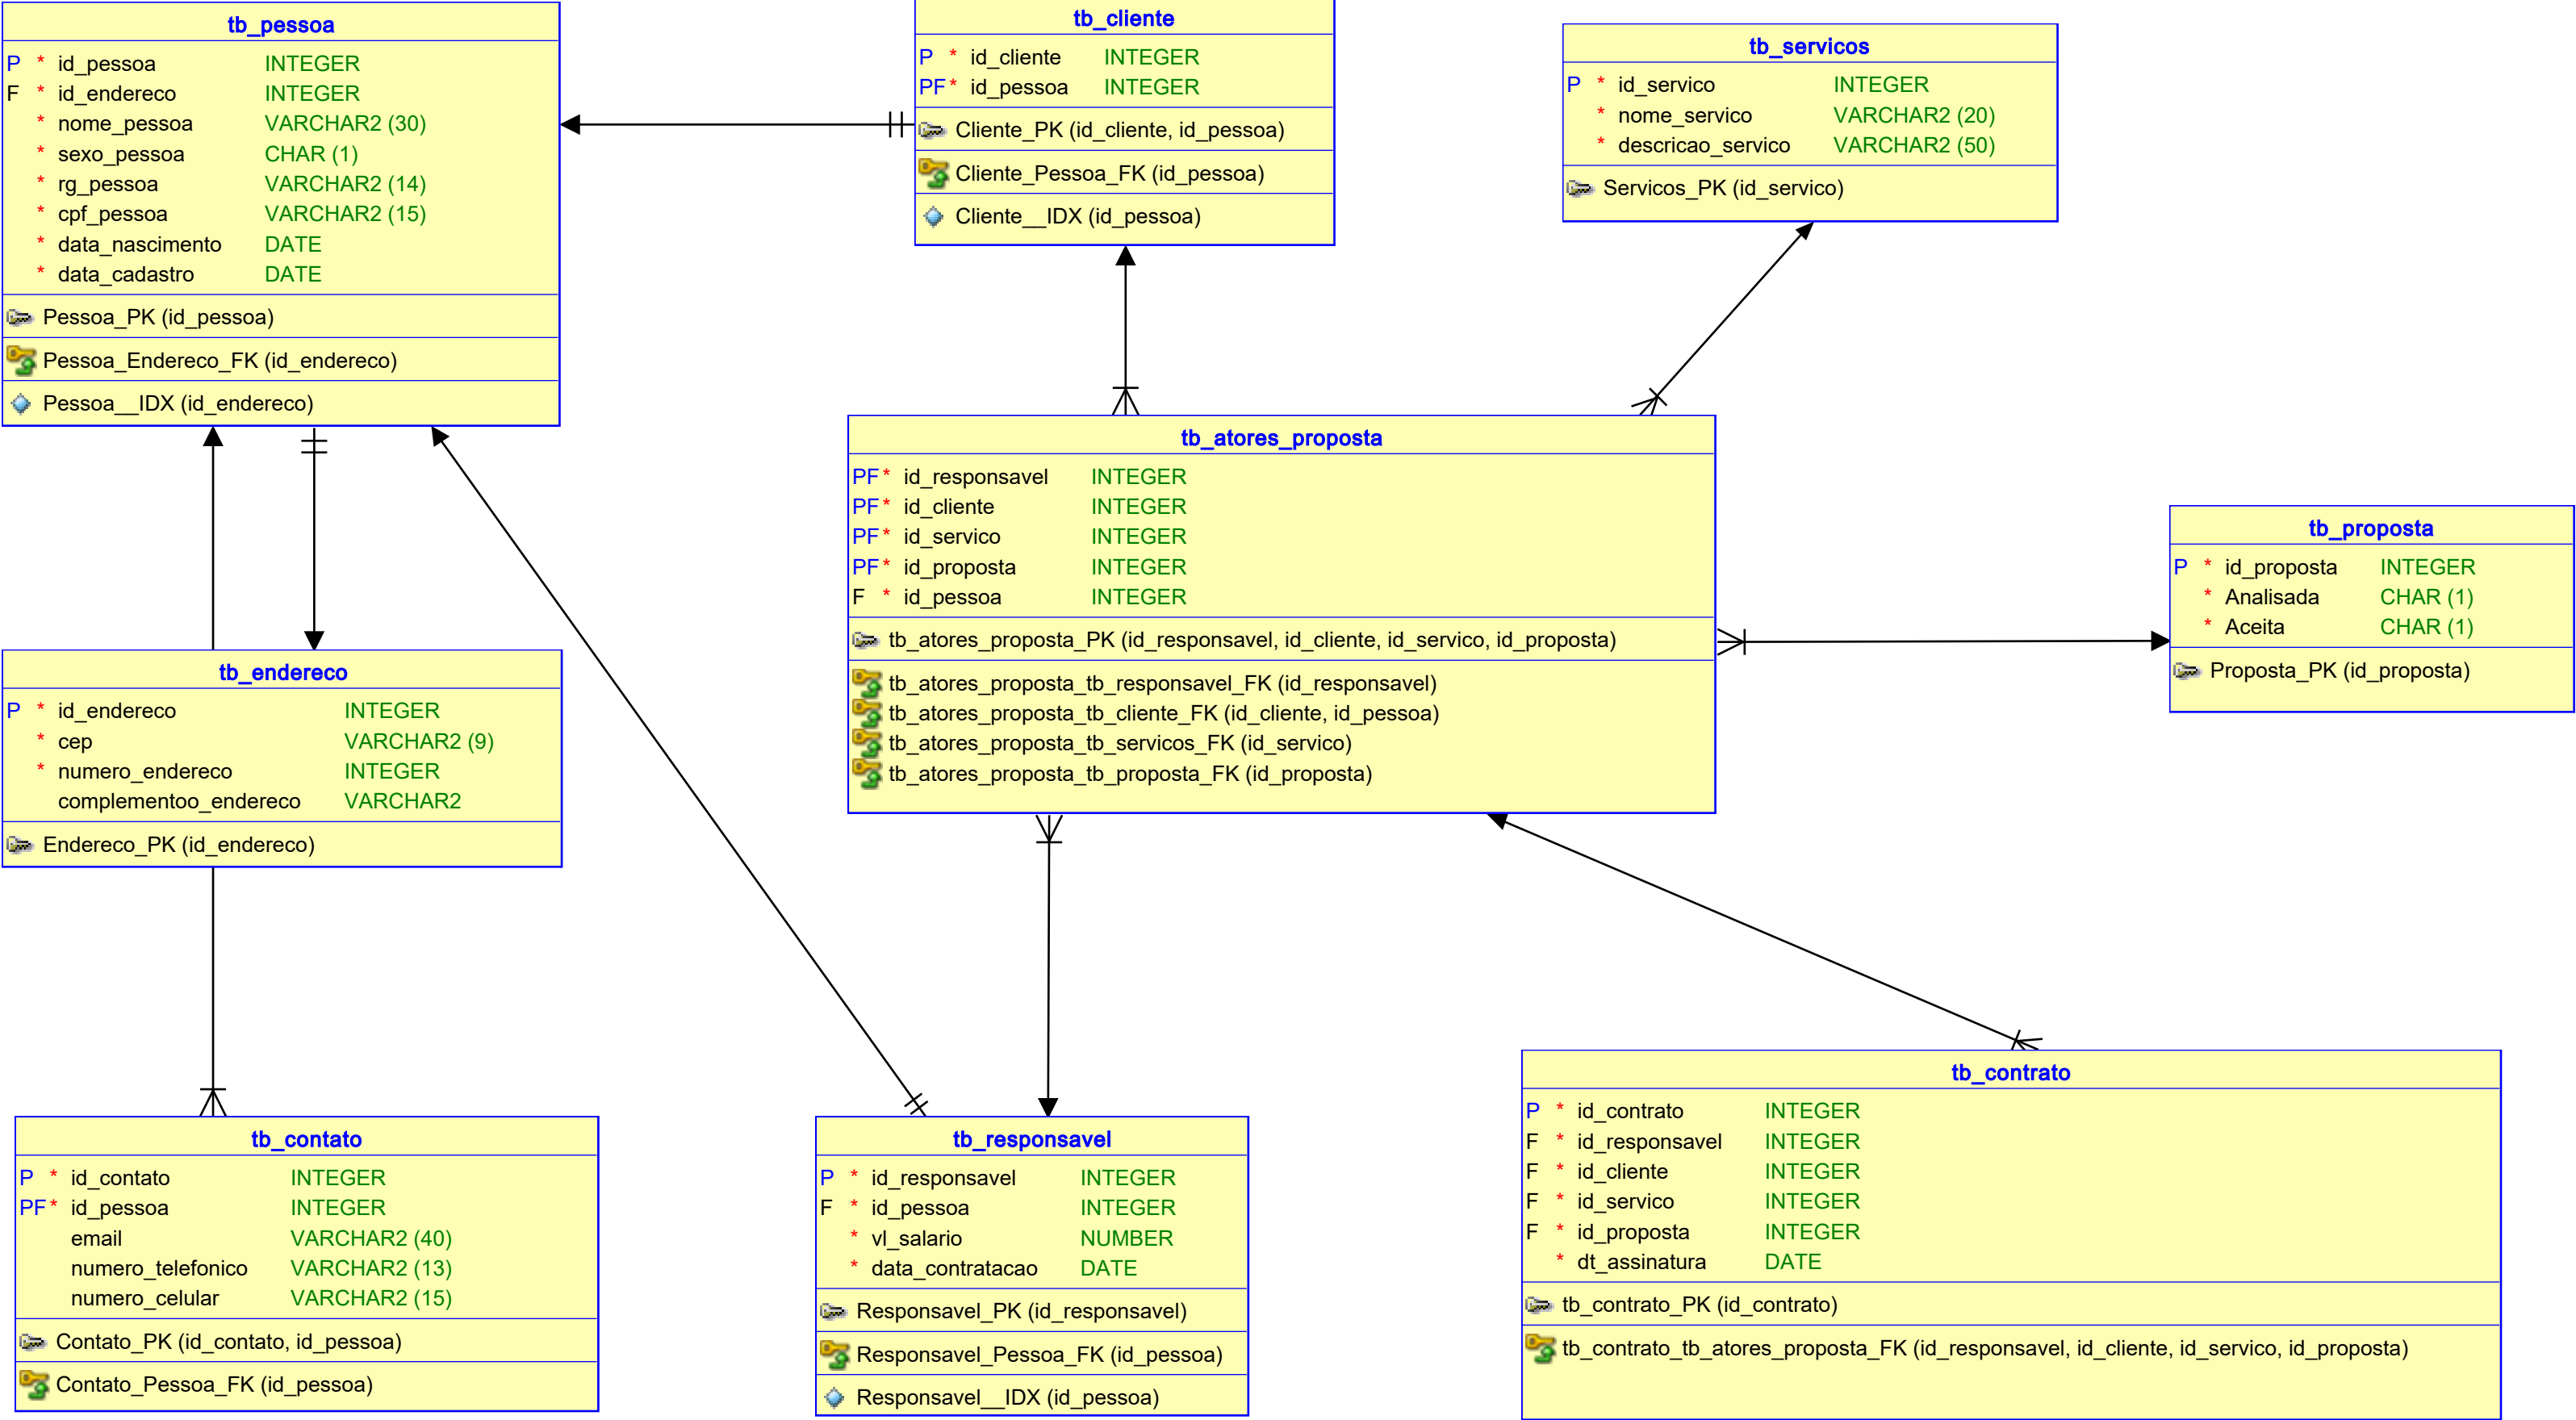 tb_pessoa
P * id_pessoa INTEGER
F * id_endereco INTEGER
* nome_pessoa VARCHAR2 (30)
* sexo_pessoa CHAR (1)
* rg_pessoa VARCHAR2 (14)
* cpf_pessoa VARCHAR2 (15)
* data_nascimento DATE
* data_cadastro DATE
Pessoa_PK (id_pessoa)
Pessoa_Endereco_FK (id_endereco)
Pessoa__IDX (id_endereco)
tb_cliente
P * id_cliente INTEGER
PF * id_pessoa INTEGER
Cliente_PK (id_cliente, id_pessoa)
Cliente_Pessoa_FK (id_pessoa)
Cliente__IDX (id_pessoa)
tb_servicos
P * id_servico INTEGER
* nome_servico VARCHAR2 (20)
* descricao_servico VARCHAR2 (50)
Servicos_PK (id_servico)
tb_atores_proposta
PF * id_responsavel INTEGER
PF * id_cliente INTEGER
PF * id_servico INTEGER
PF * id_proposta INTEGER
F * id_pessoa INTEGER
tb_atores_proposta_PK (id_responsavel, id_cliente, id_servico, id_proposta)
tb_atores_proposta_tb_responsavel_FK (id_responsavel)
tb_atores_proposta_tb_cliente_FK (id_cliente, id_pessoa)
tb_atores_proposta_tb_servicos_FK (id_servico)
tb_atores_proposta_tb_proposta_FK (id_proposta)
tb_proposta
P * id_proposta INTEGER
* Analisada CHAR (1)
* Aceita CHAR (1)
Proposta_PK (id_proposta)
tb_endereco
P * id_endereco INTEGER
* cep VARCHAR2 (9)
* numero_endereco INTEGER
complementoo_endereco VARCHAR2
Endereco_PK (id_endereco)
tb_contato
P * id_contato INTEGER
PF * id_pessoa INTEGER
email VARCHAR2 (40)
numero_telefonico VARCHAR2 (13)
numero_celular VARCHAR2 (15)
Contato_PK (id_contato, id_pessoa)
Contato_Pessoa_FK (id_pessoa)
tb_responsavel
P * id_responsavel INTEGER
F * id_pessoa INTEGER
* vl_salario NUMBER
* data_contratacao DATE
Responsavel_PK (id_responsavel)
Responsavel_Pessoa_FK (id_pessoa)
Responsavel__IDX (id_pessoa)
tb_contrato
P * id_contrato INTEGER
F * id_responsavel INTEGER
F * id_cliente INTEGER
F * id_servico INTEGER
F * id_proposta INTEGER
* dt_assinatura DATE
tb_contrato_PK (id_contrato)
tb_contrato_tb_atores_proposta_FK (id_responsavel, id_cliente, id_servico, id_proposta)